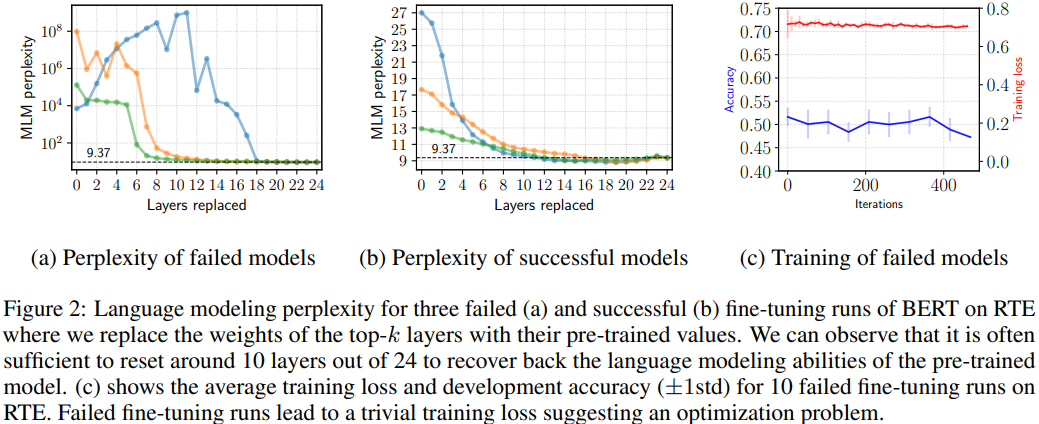 10^8
10^6
10^4
10^2
MLM perplexity
9.37
0 2 4 6 8 10 12 14 16 18 20 22 24
Layers replaced
27
25
23
21
19
17
15
13
11
9
MLM perplexity
9.37
0 2 4 6 8 10 12 14 16 18 20 22 24
Layers replaced
0.75
0.70
0.65
0.60
0.55
0.50
0.45
0.40
Accuracy
0.8
0.6
0.4
0.2
0.0
Training loss
0 200 400
Iterations
(a) Perplexity of failed models
(b) Perplexity of successful models
(c) Training of failed models
Figure 2: Language modeling perplexity for three failed (a) and successful (b) fine-tuning runs of BERT on RTE
where we replace the weights of the top-k layers with their pre-trained values. We can observe that it is often
sufficient to reset around 10 layers out of 24 to recover back the language modeling abilities of the pre-trained
model. (c) shows the average training loss and development accuracy (±1std) for 10 failed fine-tuning runs on
RTE. Failed fine-tuning runs lead to a trivial training loss suggesting an optimization problem.